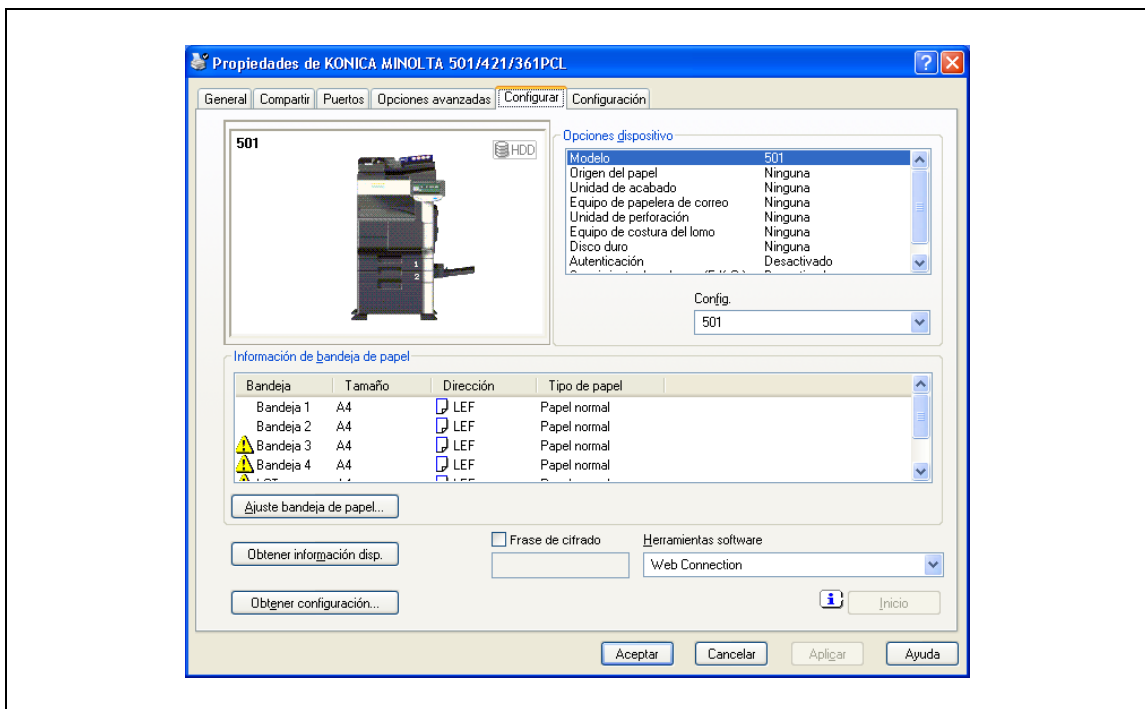 Propiedades de KONICA MINOLTA 501/421/361PCL
General Compartir Puertos Opciones avanzadas Configurar Configuración
501
HDD
1
2
Opciones dispositivo
Modelo 501
Origen del papel Ninguna
Unidad de acabado Ninguna
Equipo de papelera de correo Ninguna
Unidad de perforación Ninguna
Equipo de costura del lomo Ninguna
Disco duro Ninguna
Autenticación Desactivado
Config.
501
Información de bandeja de papel
Bandeja Tamaño Dirección Tipo de papel
Bandeja 1 A4 LEF Papel normal
Bandeja 2 A4 LEF Papel normal
Bandeja 3 A4 LEF Papel normal
Bandeja 4 A4 LEF Papel normal
Ajuste bandeja de papel...
Obtener información disp.
Frase de cifrado
Herramientas software
Web Connection
Obtener configuración...
Inicio
Aceptar Cancelar Aplicar Ayuda